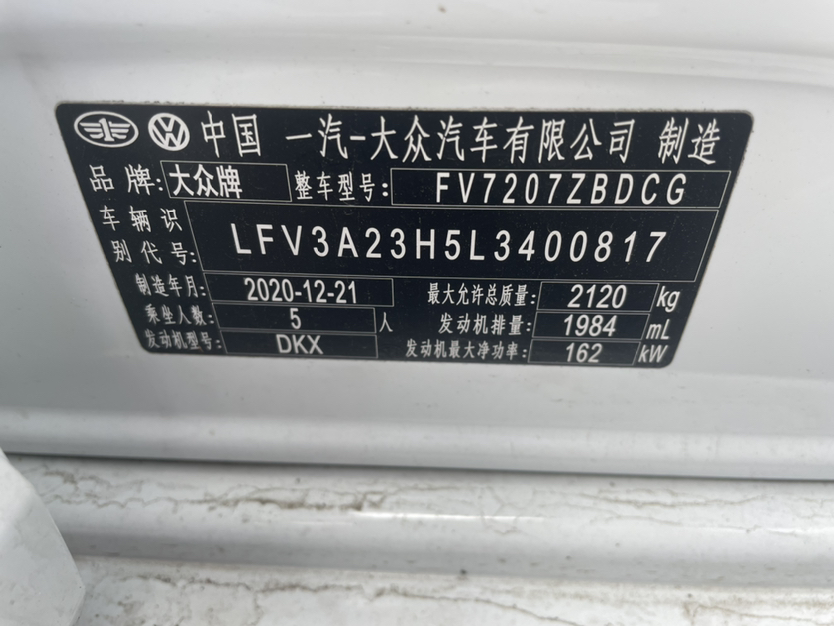 中国 一汽-大众汽车有限公司 制造
品牌: 大众牌 整车型号: FV7207ZBDCG
车辆识别代号: LFV3A23H5L3400817
制造年月: 2020-12-21 最大允许总质量: 2120 kg
乘坐人数: 5 人 发动机排量: 1984 mL
发动机型号: DKX 发动机最大净功率: 162 kW